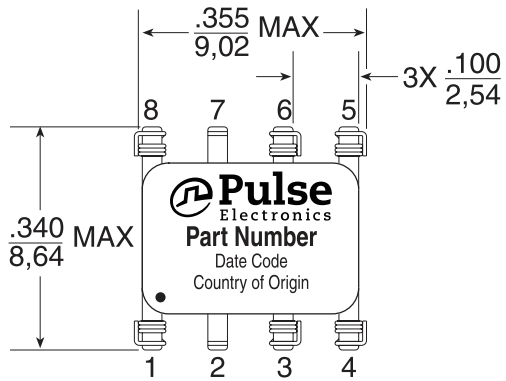 .355
9,02 MAX
3X .100
2,54
8 7 6 5
.340
8,64 MAX
Pulse
Electronics
Part Number
Date Code
Country of Origin
1 2 3 4